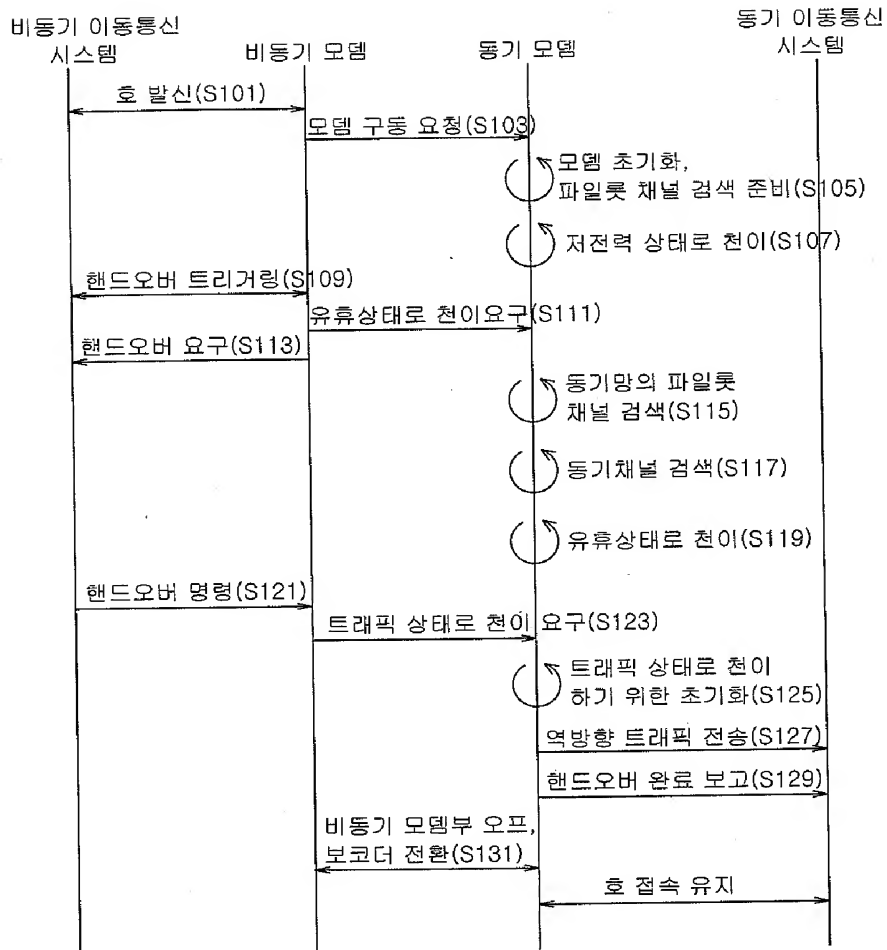 비동기 이동통신
시스템
비동기 모뎀
동기 모뎀
동기 이동통신
시스템
호 발신(S101)
모뎀 구동 요청(S103)
모뎀 초기화,
파일롯 채널 검색 준비(S105)
저전력 상태로 천이(S107)
핸드오버 트리거링(S109)
유휴상태로 천이요구(S111)
핸드오버 요구(S113)
동기망의 파일롯
채널 검색(S115)
동기채널 검색(S117)
유휴상태로 천이(S119)
핸드오버 명령(S121)
트래픽 상태로 천이 요구(S123)
트래픽 상태로 천이
하기 위한 초기화(S125)
역방향 트래픽 전송(S127)
핸드오버 완료 보고(S129)
비동기 모뎀부 오프,
보코더 전환(S131)
호 접속 유지